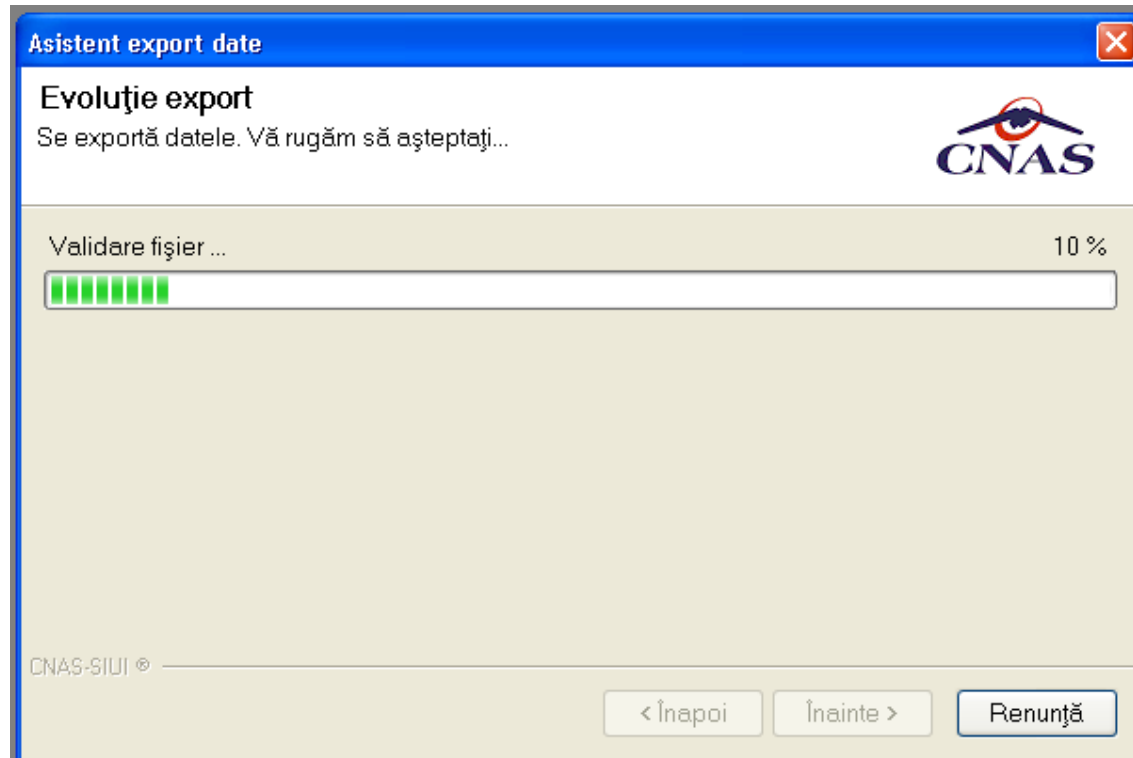 Asistent export date
Evoluţie export
Se exportă datele. Vă rugăm să aşteptaţi...
CNAS
Validare fişier ... 10 %
CNAS-SIUI ®
< Înapoi Înainte > Renunţă